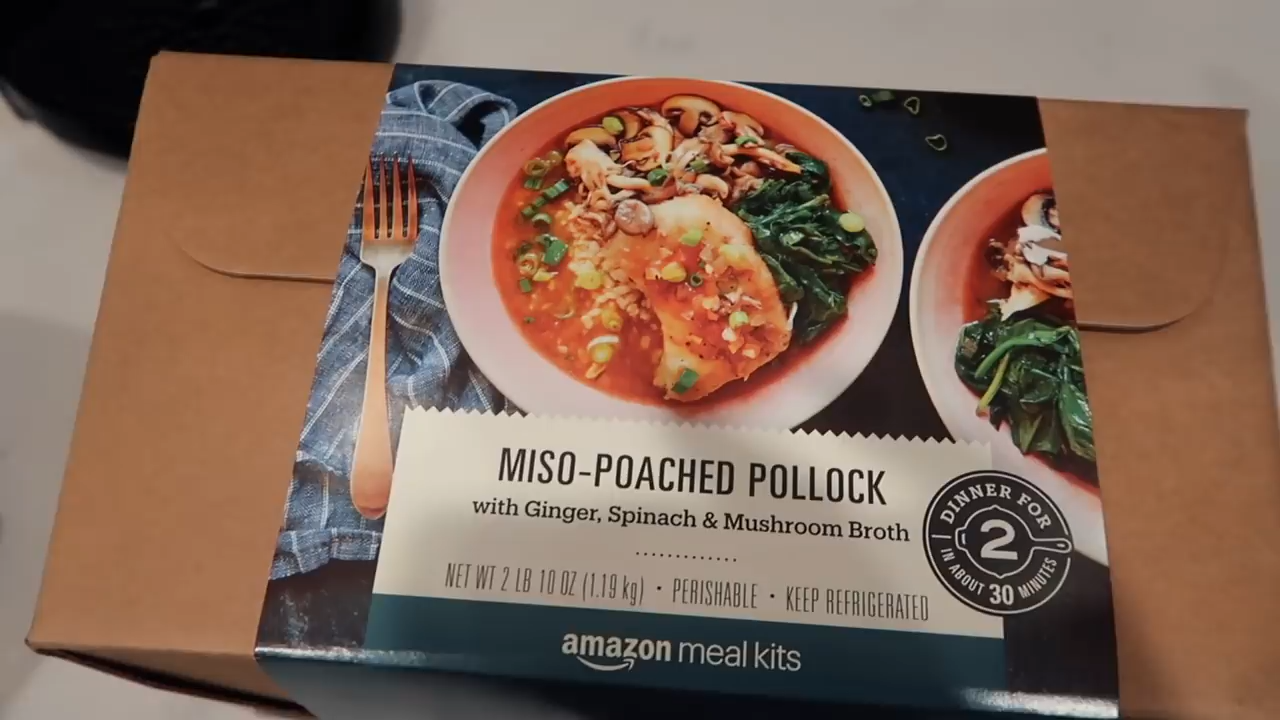 MISO-POACHED POLLOCK
with Ginger, Spinach & Mushroom Broth
NET WT 2 LB 10 OZ (1.19 kg) • PERISHABLE • KEEP REFRIGERATED
DINNER FOR
2
IN ABOUT 30 MINUTES
amazon meal kits